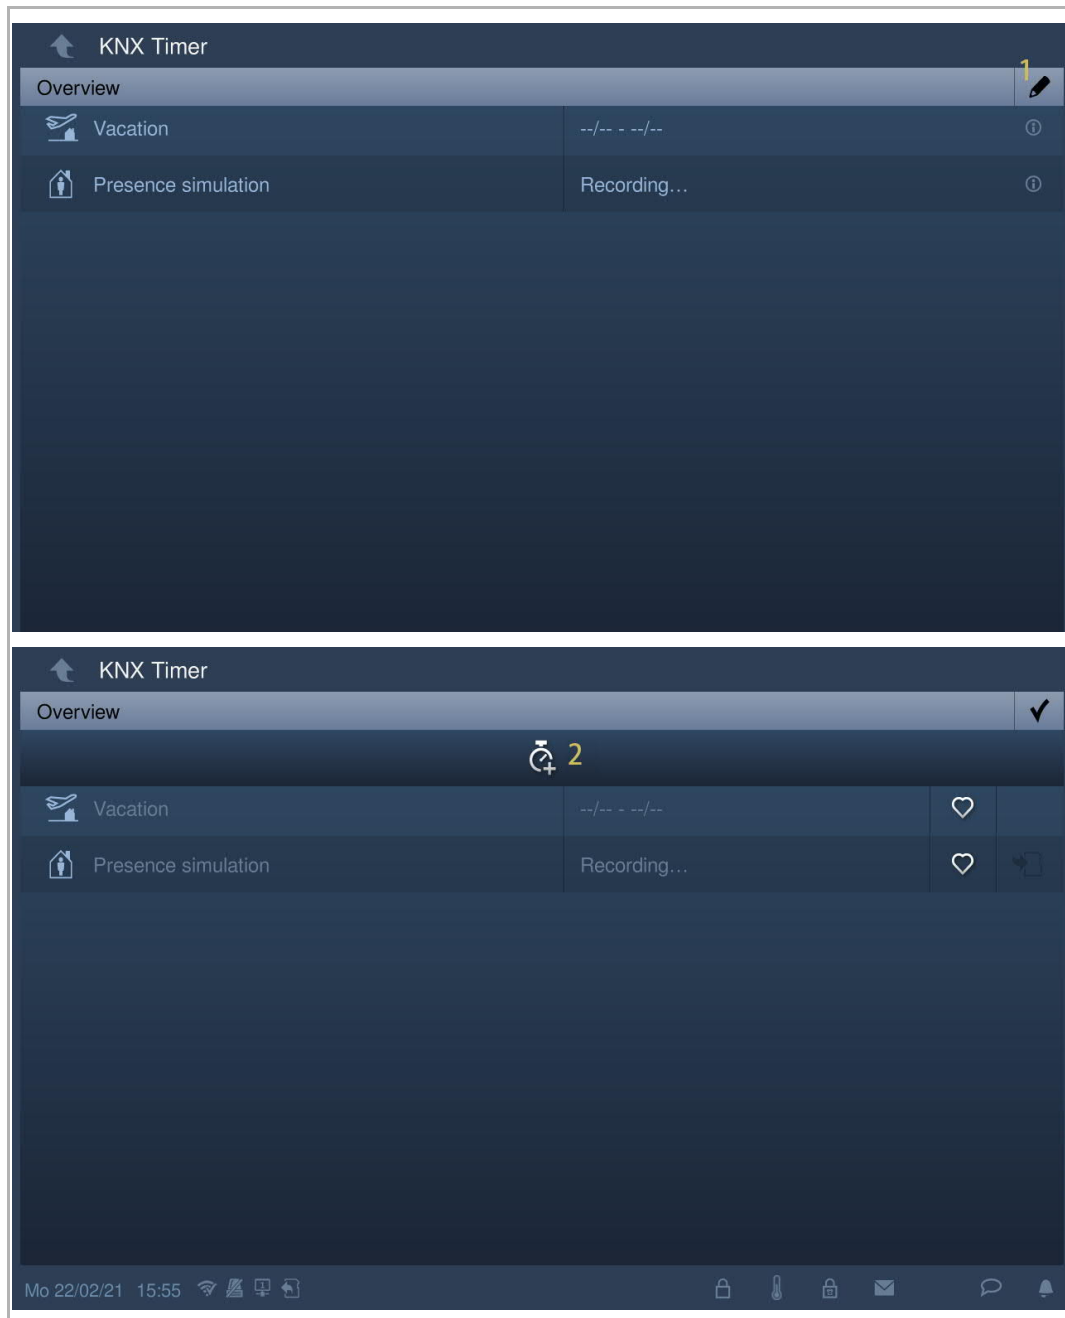 KNX Timer
1
Overview
Vacation --/-- - --/--
Presence simulation Recording...
KNX Timer
Overview
2
Vacation --/-- - --/--
Presence simulation Recording...
Mo 22/02/21 15:55 1